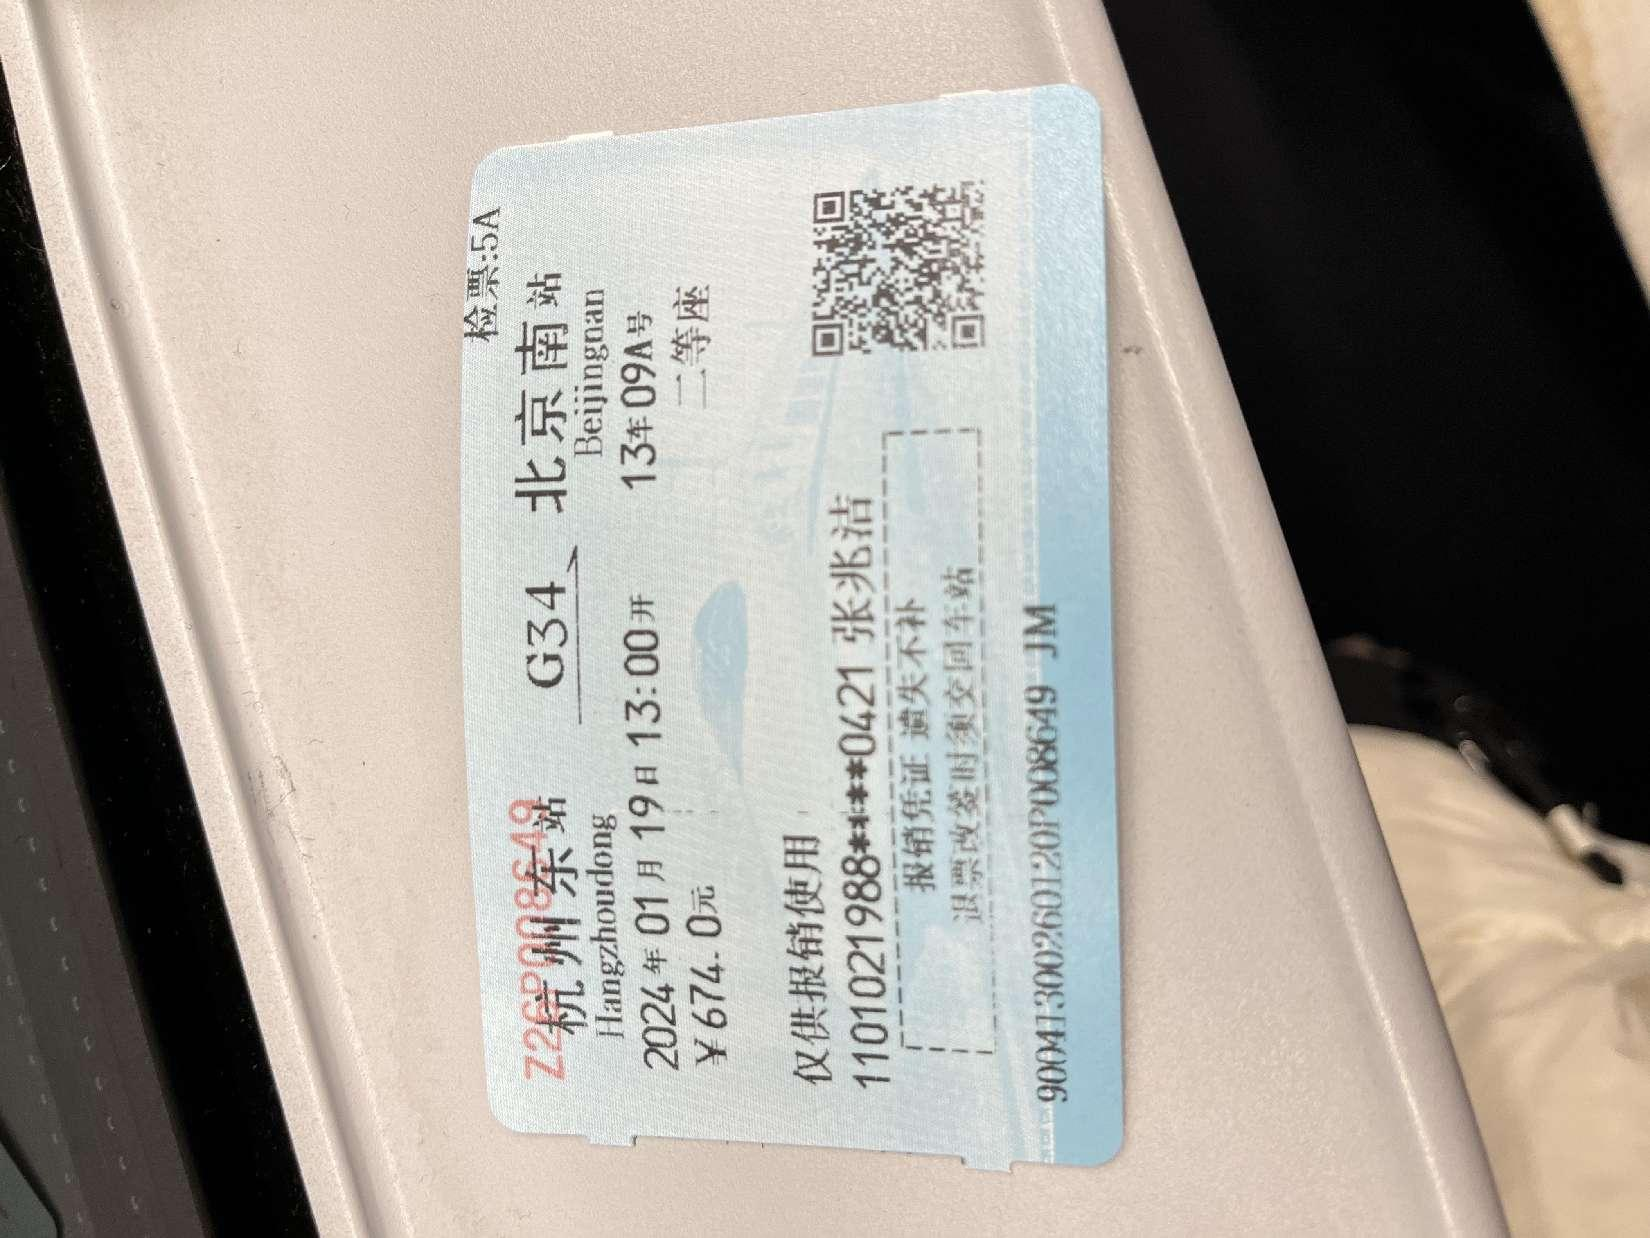 Z26P008649
检票:5A
杭州东站 G34 北京南站
Hangzhoudong Beijingnan
2024年01月19日 13:00开 13车09A号
￥674.0元 二等座
仅供报销使用
1101021988****0421 张兆洁
报销凭证 遗失不补
退票改签时须交回车站
90041300260120P008649 JM